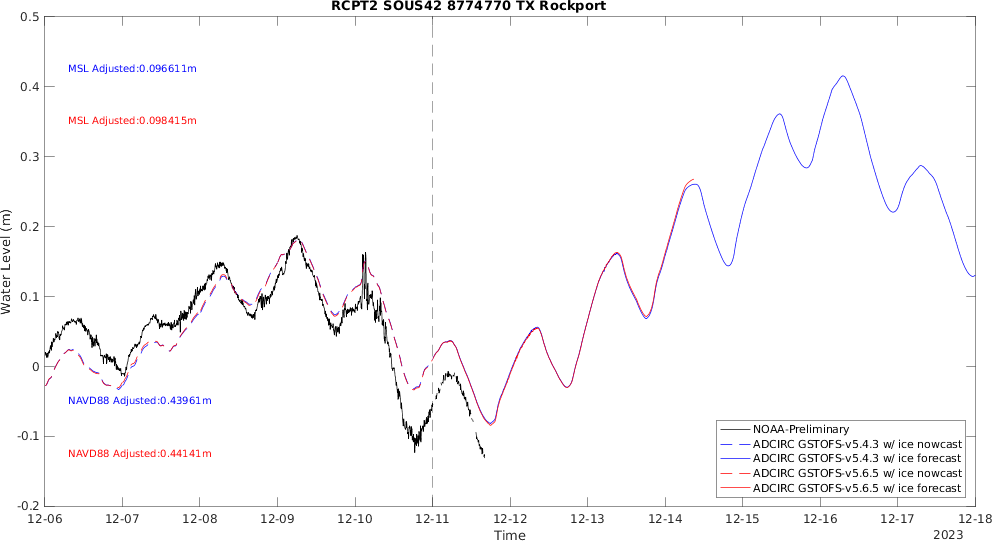 RCPT2 SOUS42 8774770 TX Rockport
0.5
0.4
0.3
0.2
0.1
0
-0.1
-0.2
Water Level (m)
MSL Adjusted:0.096611m
MSL Adjusted:0.098415m
NAVD88 Adjusted:0.43961m
NAVD88 Adjusted:0.44141m
NOAA-Preliminary
ADCIRC GSTOFS-v5.4.3 w/ ice nowcast
ADCIRC GSTOFS-v5.4.3 w/ ice forecast
ADCIRC GSTOFS-v5.6.5 w/ ice nowcast
ADCIRC GSTOFS-v5.6.5 w/ ice forecast
12-06 12-07 12-08 12-09 12-10 12-11 12-12 12-13 12-14 12-15 12-16 12-17 12-18
Time
2023